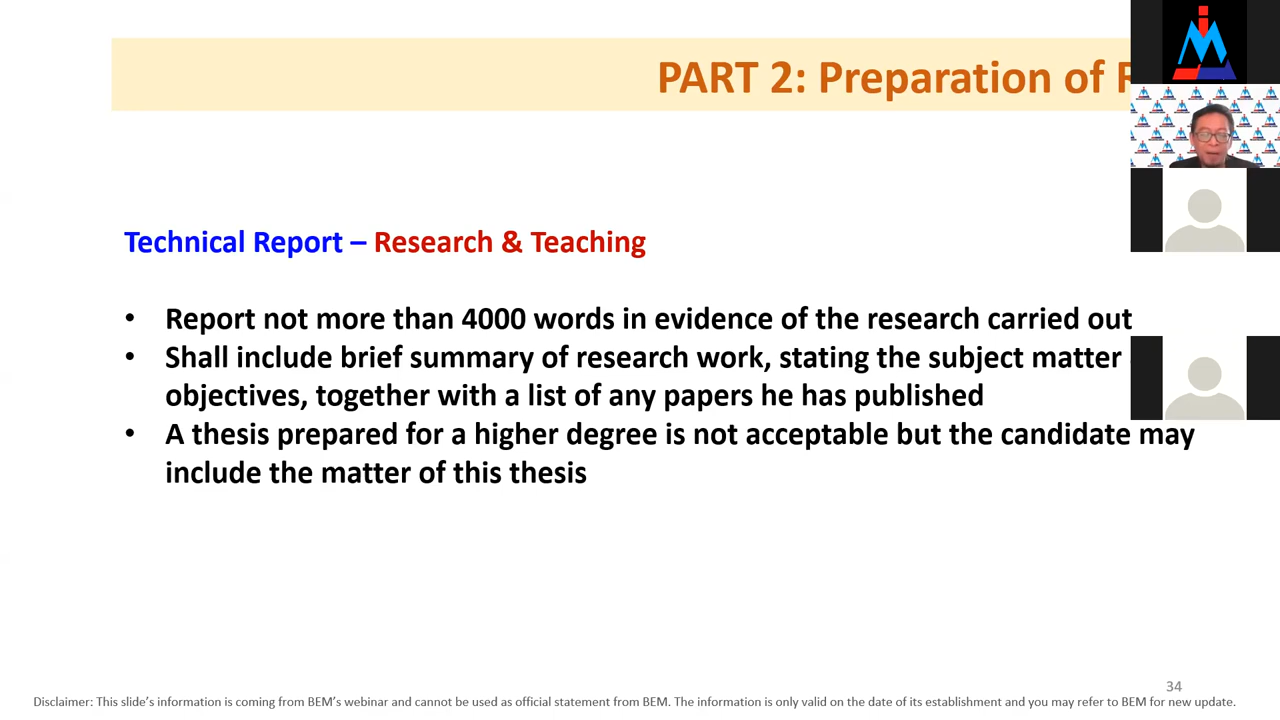 PART 2: Preparation of
Technical Report – Research & Teaching
• Report not more than 4000 words in evidence of the research carried out
• Shall include brief summary of research work, stating the subject matter
objectives, together with a list of any papers he has published
• A thesis prepared for a higher degree is not acceptable but the candidate may
include the matter of this thesis
34
Disclaimer: This slide's information is coming from BEM's webinar and cannot be used as official statement from BEM. The information is only valid on the date of its establishment and you may refer to BEM for new update.